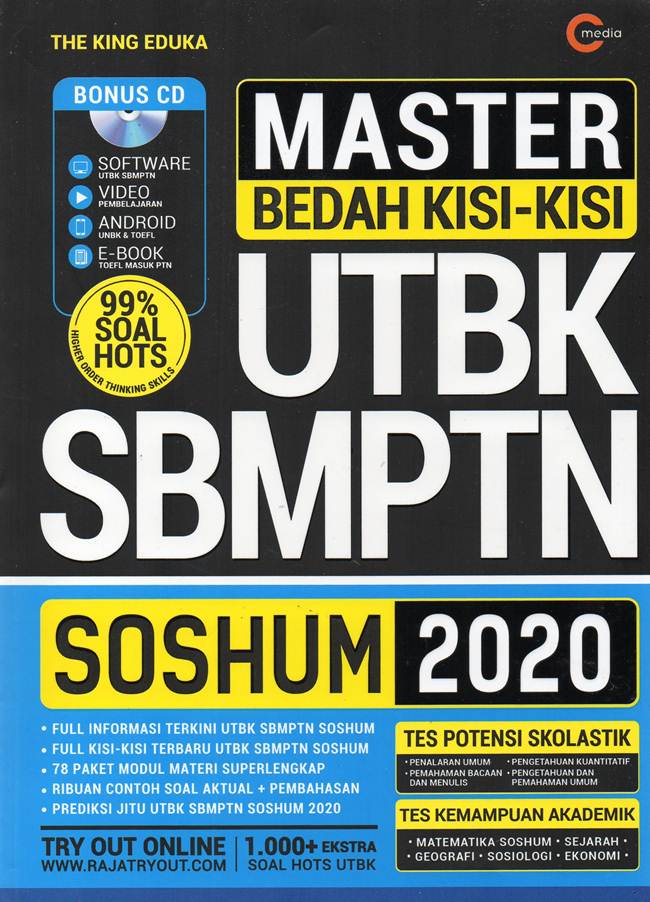 THE KING EDUKA
C media
BONUS CD
SOFTWARE
UTBK SBMPTN
VIDEO
PEMBELAJARAN
ANDROID
UNBK & TOEFL
E-BOOK
TOEFL MASUK PTN
99%
SOAL
HOTS
HIGHER ORDER THINKING SKILLS
MASTER
BEDAH KISI-KISI
UTBK
SBMPTN
SOSHUM 2020
• FULL INFORMASI TERKINI UTBK SBMPTN SOSHUM
• FULL KISI-KISI TERBARU UTBK SBMPTN SOSHUM
• 78 PAKET MODUL MATERI SUPERLENGKAP
• RIBUAN CONTOH SOAL AKTUAL + PEMBAHASAN
• PREDIKSI JITU UTBK SBMPTN SOSHUM 2020
TRY OUT ONLINE
WWW.RAJATRYOUT.COM
1.000+ EKSTRA
SOAL HOTS UTBK
TES POTENSI SKOLASTIK
• PENALARAN UMUM
• PEMAHAMAN BACAAN
DAN MENULIS
• PENGETAHUAN KUANTITATIF
• PENGETAHUAN DAN
PEMAHAMAN UMUM
TES KEMAMPUAN AKADEMIK
• MATEMATIKA SOSHUM • SEJARAH •
• GEOGRAFI • SOSIOLOGI • EKONOMI •